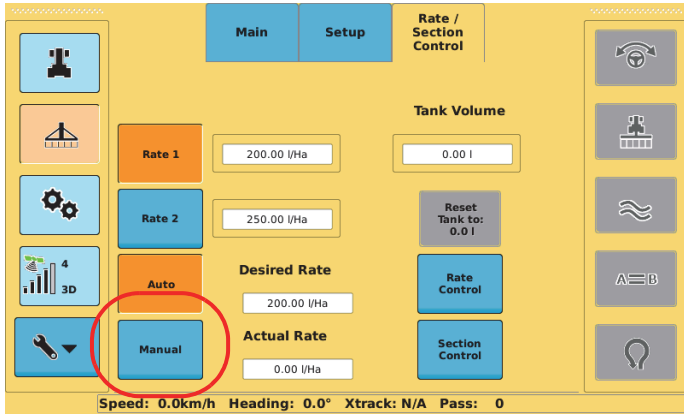 Main
Setup
Rate /
Section
Control
Tank Volume
Rate 1
200.00 l/Ha
0.00 l
Rate 2
250.00 l/Ha
Reset
Tank to:
0.0 l
4
3D
Auto
Desired Rate
200.00 l/Ha
Rate
Control
A=B
Manual
Actual Rate
0.00 l/Ha
Section
Control
Speed: 0.0km/h Heading: 0.0° Xtrack: N/A Pass: 0